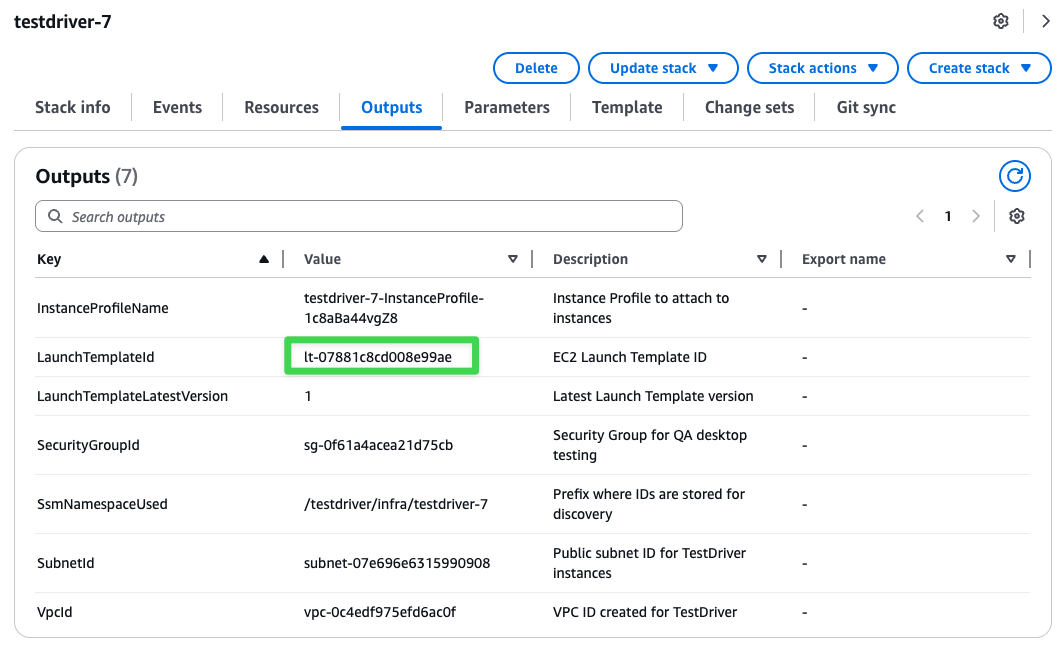 testdriver-7
Delete
Update stack
Stack actions
Create stack
Stack info
Events
Resources
Outputs
Parameters
Template
Change sets
Git sync
Outputs (7)
Search outputs
1
Key
Value
Description
Export name
InstanceProfileName
testdriver-7-InstanceProfile-
1c8aBa44vgZ8
Instance Profile to attach to
instances
-
LaunchTemplateId
lt-07881c8cd008e99ae
EC2 Launch Template ID
-
LaunchTemplateLatestVersion
1
Latest Launch Template version
-
SecurityGroupId
sg-0f61a4acea21d75cb
Security Group for QA desktop
testing
-
SsmNamespaceUsed
/testdriver/infra/testdriver-7
Prefix where IDs are stored for
discovery
-
SubnetId
subnet-07e696e6315990908
Public subnet ID for TestDriver
instances
-
VpcId
vpc-0c4edf975efd6ac0f
VPC ID created for TestDriver
-